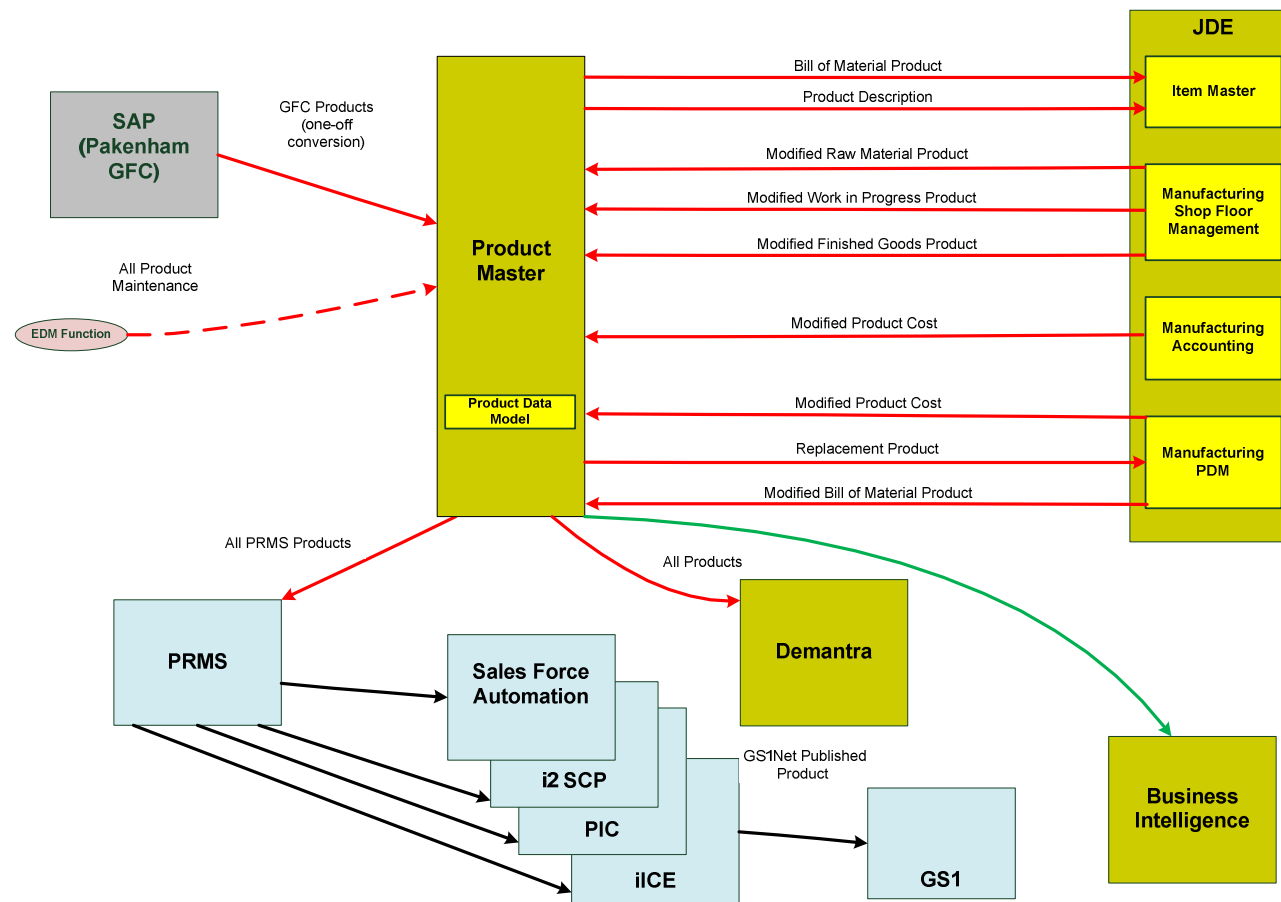 JDE
Bill of Material Product
Item Master
Product Description
SAP
(Pakenham
GFC)
GFC Products
(one-off
conversion)
Modified Raw Material Product
Modified Work in Progress Product
Modified Finished Goods Product
Manufacturing
Shop Floor
Management
Product
Master
All Product
Maintenance
EDM Function
Modified Product Cost
Manufacturing
Accounting
Product Data
Model
Modified Product Cost
Replacement Product
Modified Bill of Material Product
Manufacturing
PDM
All PRMS Products
All Products
PRMS
Sales Force
Automation
Demantra
i2 SCP
PIC
iICE
GS1Net Published
Product
GS1
Business
Intelligence